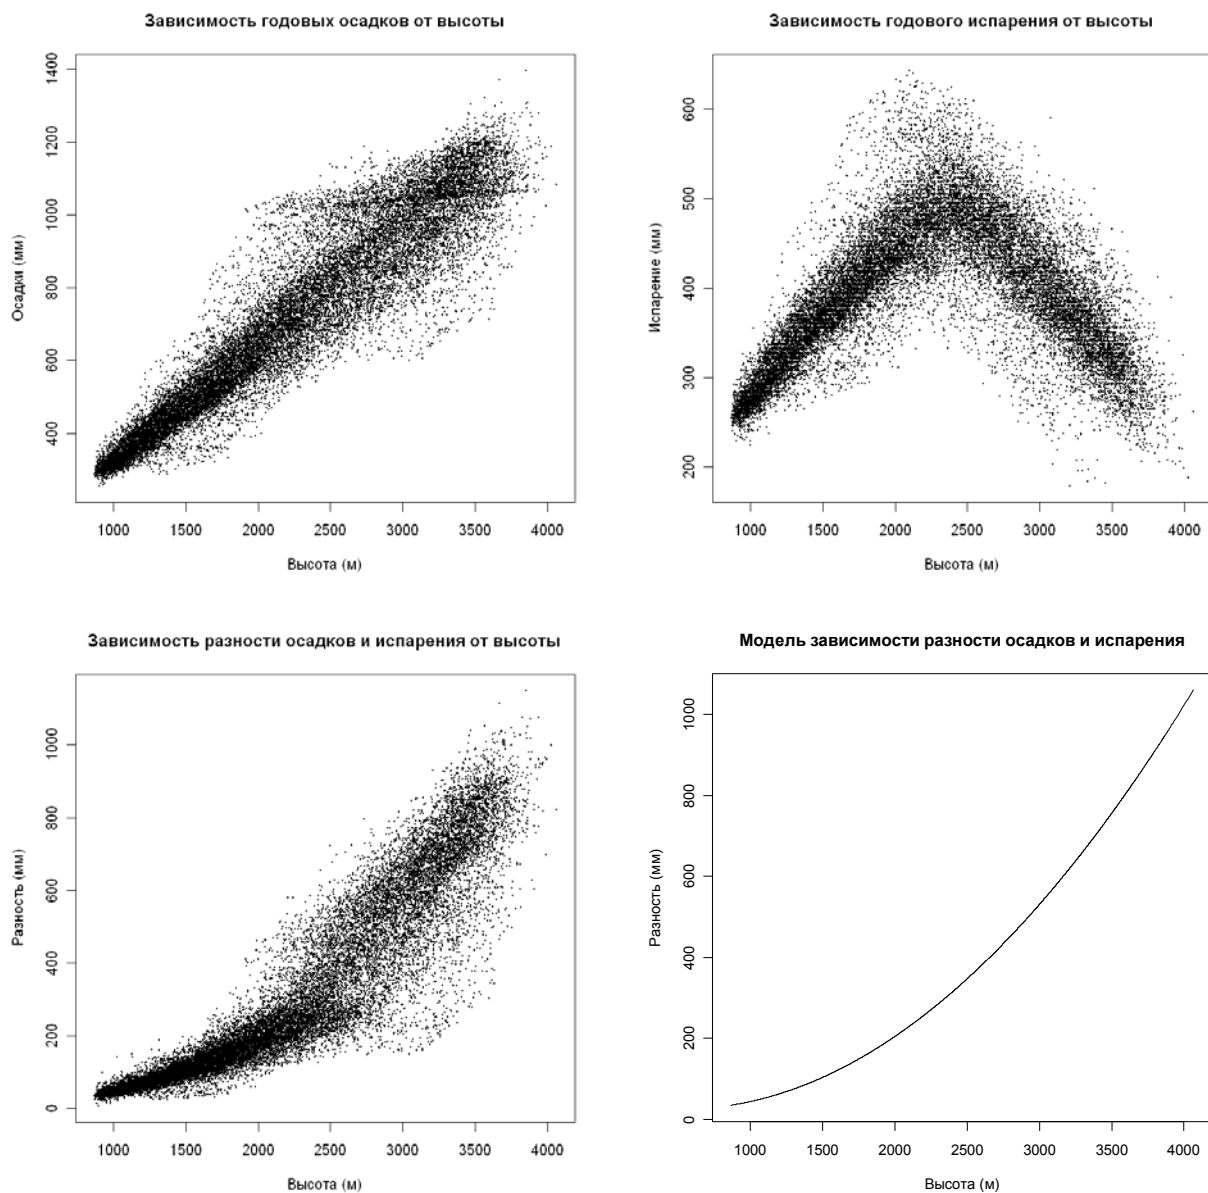 Зависимость годовых осадков от высоты
Осадки (мм)
1400
1200
1000
800
600
400
1000 1500 2000 2500 3000 3500 4000
Высота (м)
Зависимость годового испарения от высоты
Испарение (мм)
600
500
400
300
200
1000 1500 2000 2500 3000 3500 4000
Высота (м)
Зависимость разности осадков и испарения от высоты
Разность (мм)
1000
800
600
400
200
0
1000 1500 2000 2500 3000 3500 4000
Высота (м)
Модель зависимости разности осадков и испарения
Разность (мм)
1000
800
600
400
200
0
1000 1500 2000 2500 3000 3500 4000
Высота (м)